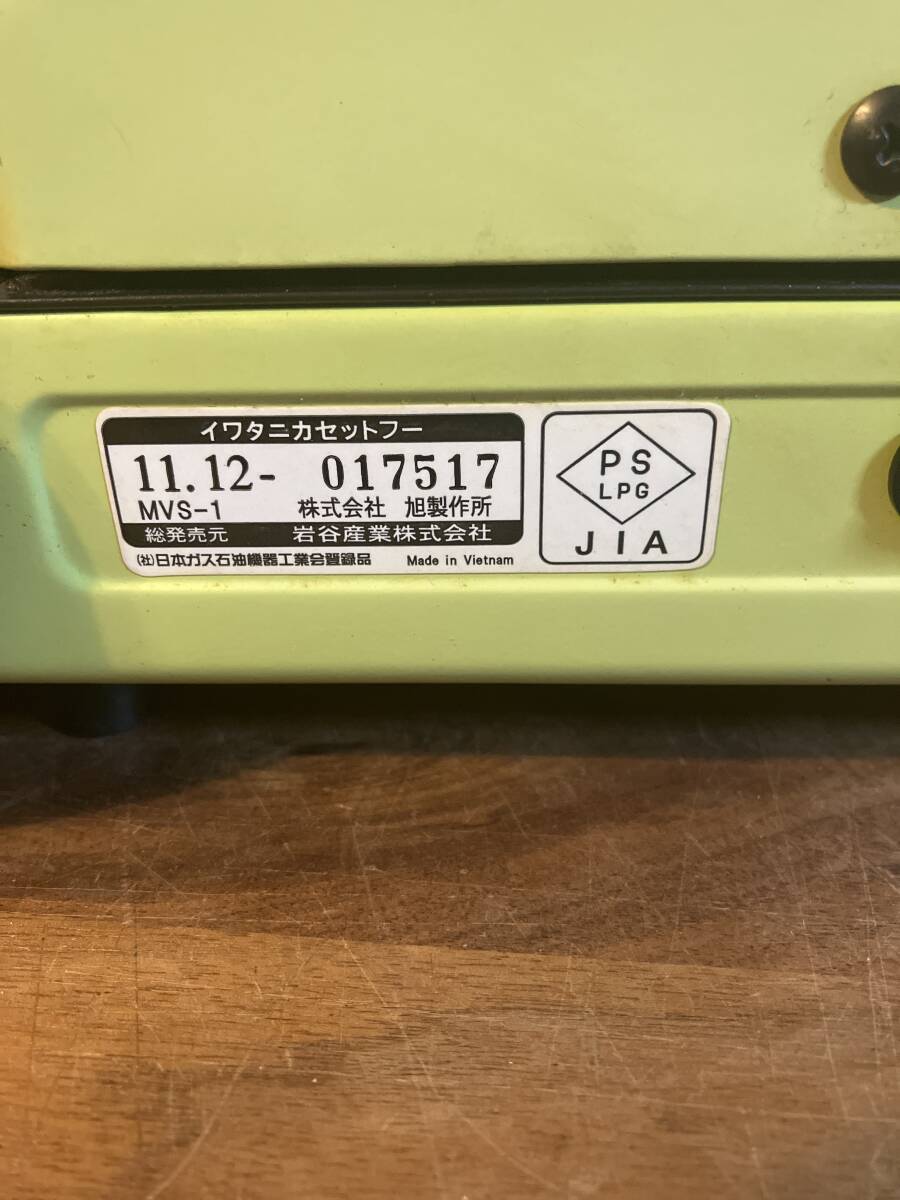 イワタニカセットフー
11.12- 017517
MVS-1 株式会社 旭製作所
総発売元 岩谷産業株式会社
(社)日本ガス石油機器工業会登録品 Made in Vietnam
PS
LPG
JIA